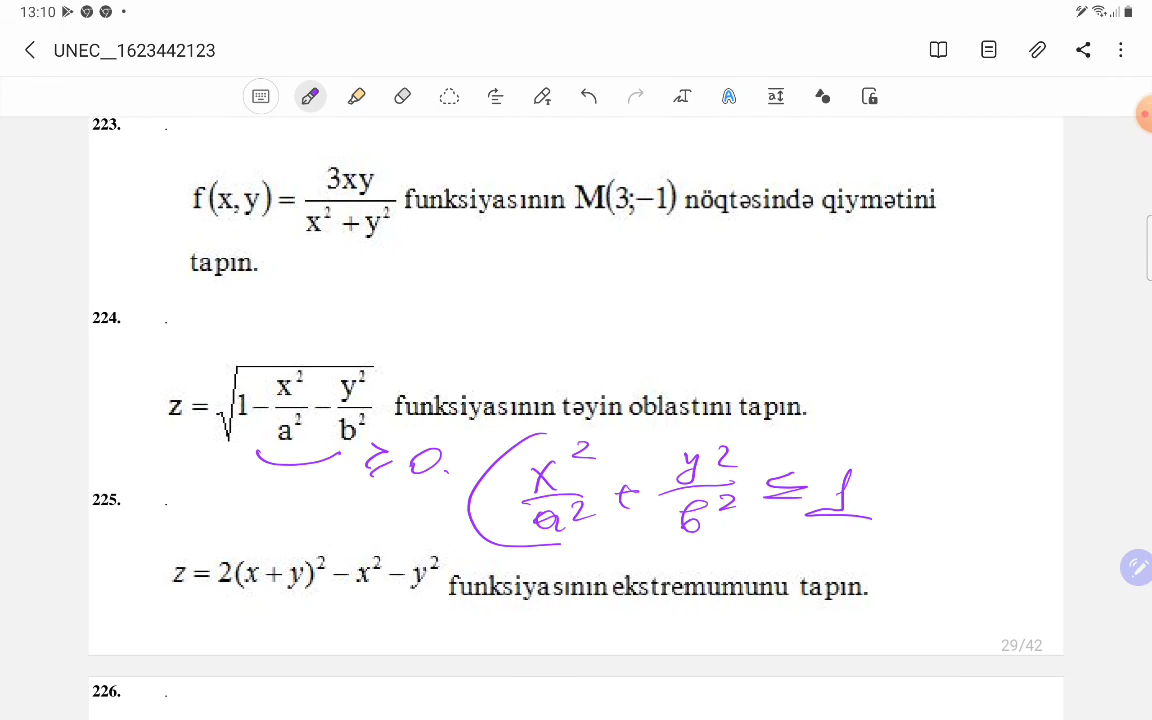 13:10
UNEC__1623442123
223. .
f(x,y) = 3xy / x² + y² funksiyasının M(3;−1) nöqtəsində qiymətini
tapın.
224. .
z = √1 − x²/a² − y²/b² funksiyasının təyin oblastını tapın.
≥ 0. ( x²/a² + y²/b² ≤ 1
225. .
z = 2(x + y)² − x² − y² funksiyasının ekstremumunu tapın.
29/42
226. .